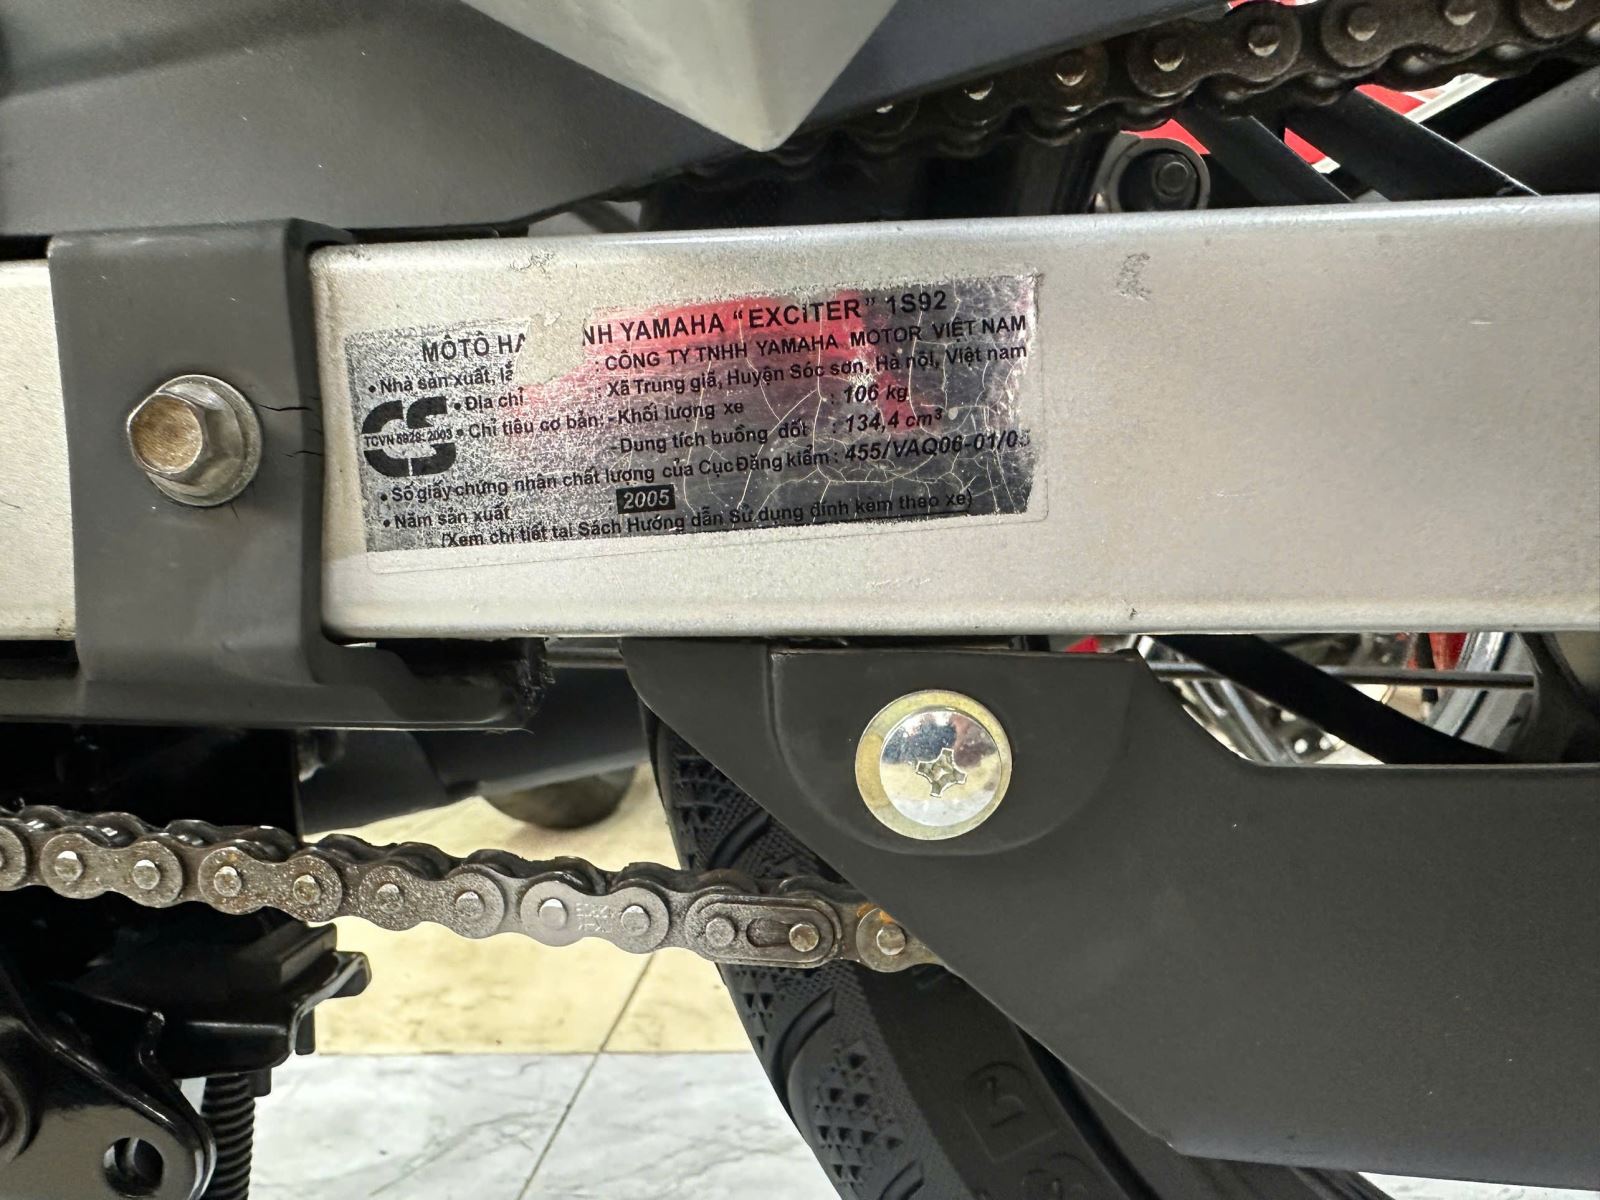 MÔTÔ HA NH YAMAHA “EXCiTER” 1S92
• Nhà sản xuất, lắ : CÔNG TY TNHH YAMAHA MOTOR VIỆT NAM
• Địa chỉ : Xã Trung giã, Huyện Sóc sơn, Hà nội, Việt nam
• Chỉ tiêu cơ bản: -Khối lượng xe : 106 kg
-Dung tích buồng đốt : 134,4 cm³
CS
TCVN 5929: 2003
• Số giấy chứng nhận chất lượng của Cục Đăng kiểm : 455/VAQ06-01/05
• Năm sản xuất : 2005
(Xem chi tiết tại Sách Hướng dẫn Sử dụng đính kèm theo xe)